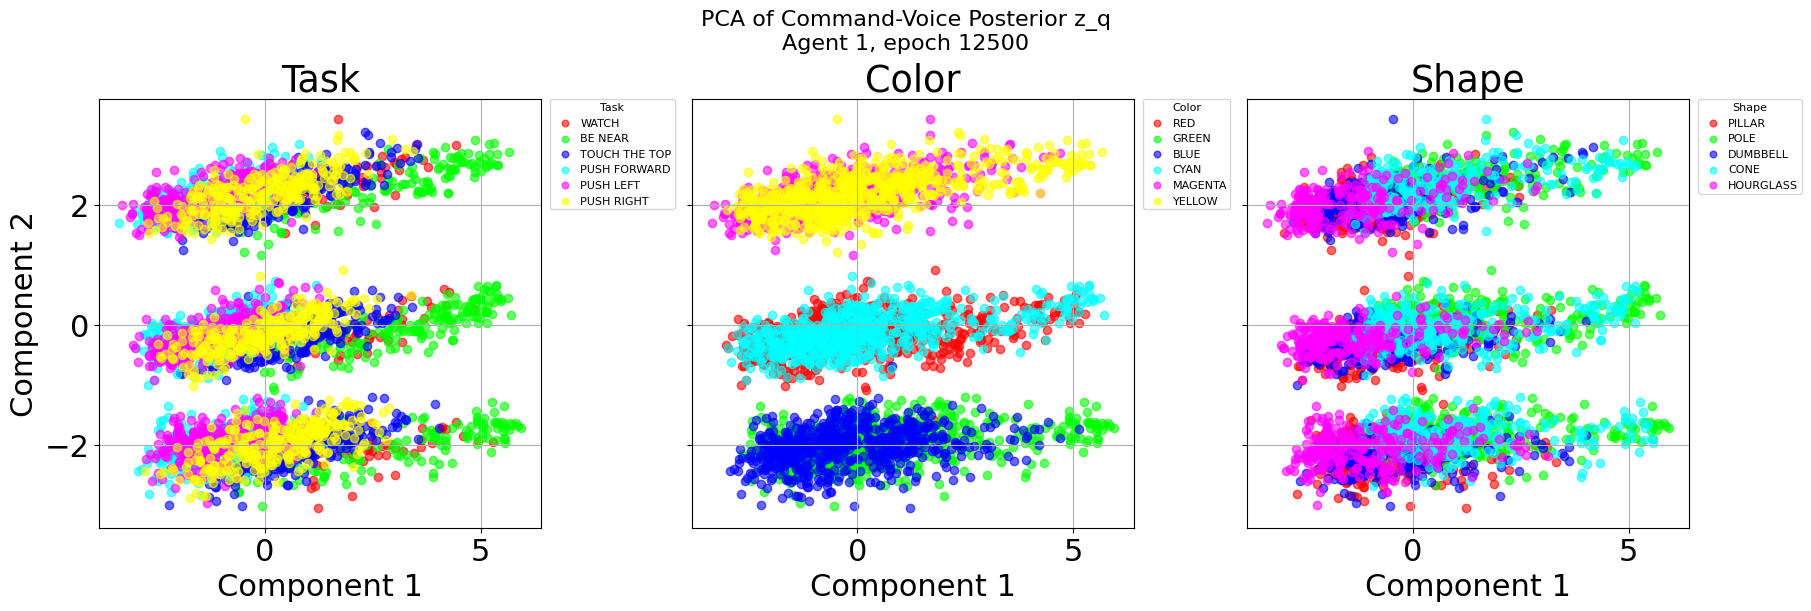 PCA of Command-Voice Posterior z_q
Agent 1, epoch 12500
Task
Color
Shape
Task
WATCH
BE NEAR
TOUCH THE TOP
PUSH FORWARD
PUSH LEFT
PUSH RIGHT
Color
RED
GREEN
BLUE
CYAN
MAGENTA
YELLOW
Shape
PILLAR
POLE
DUMBBELL
CONE
HOURGLASS
Component 2
2
0
−2
0 5
0 5
0 5
Component 1
Component 1
Component 1